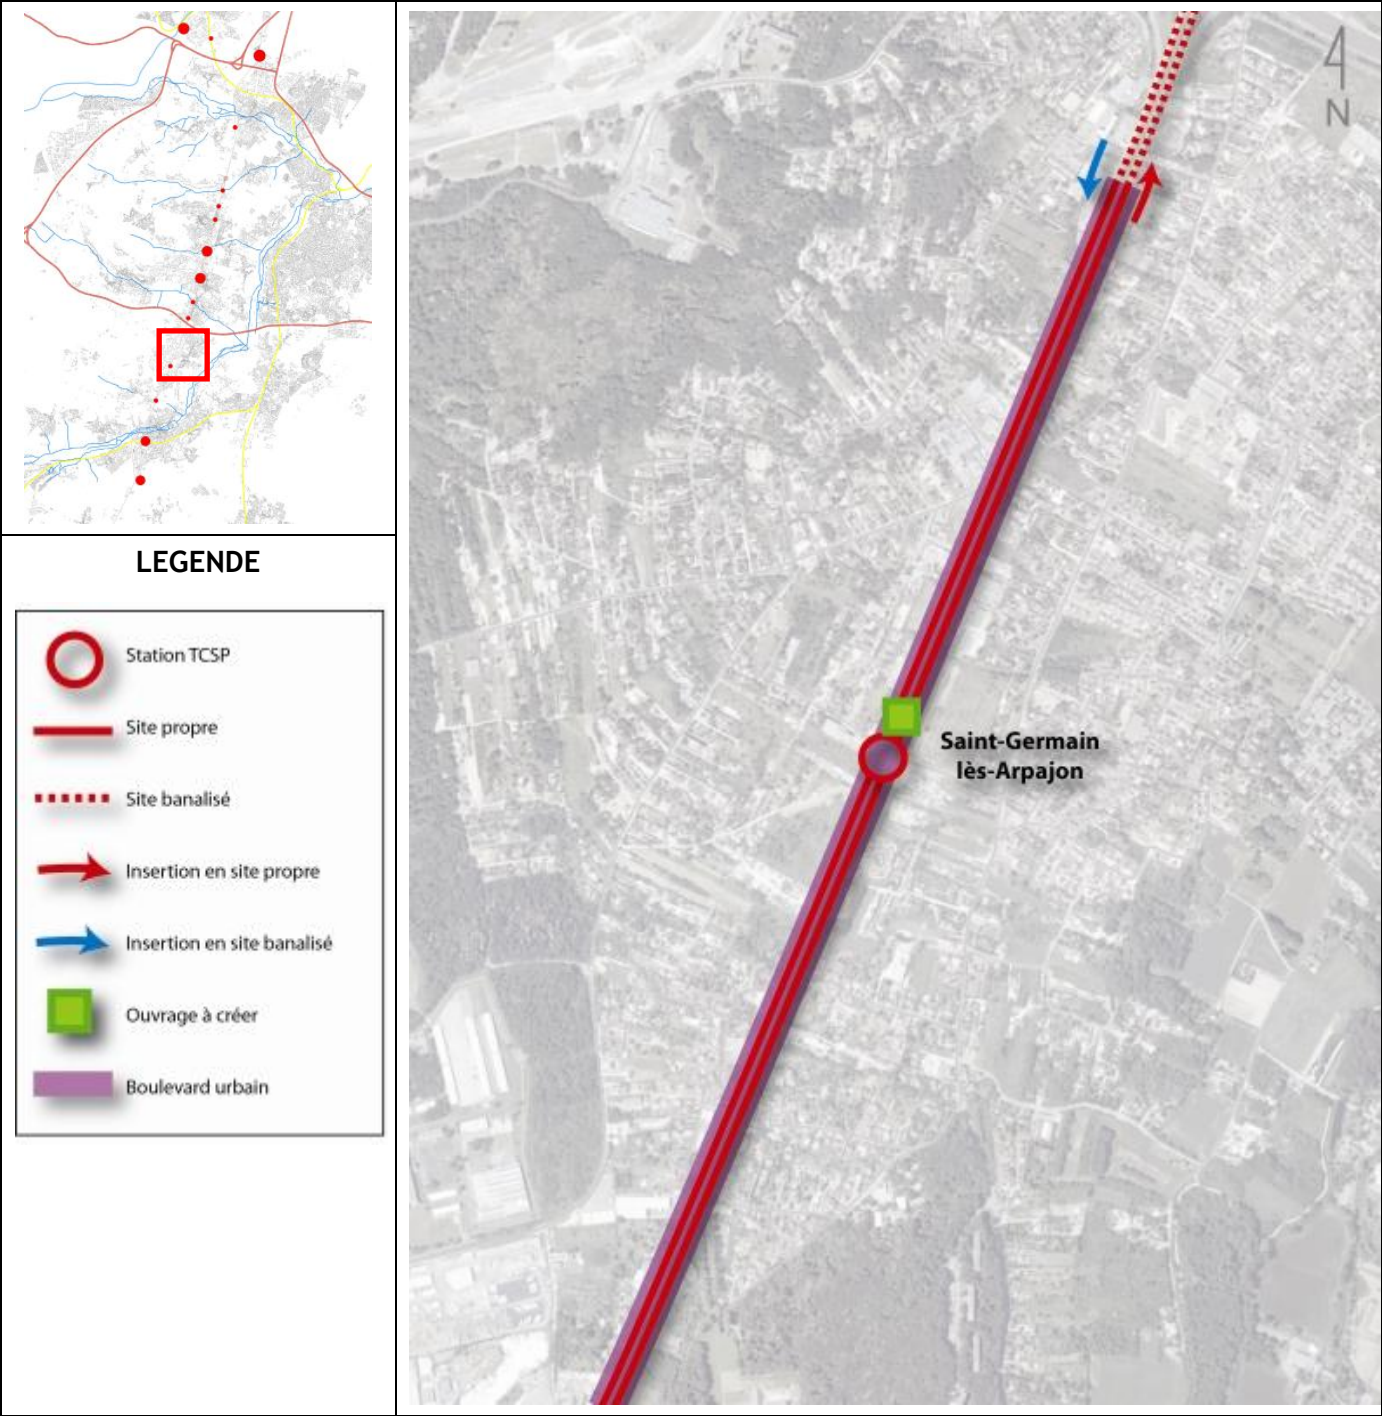 LEGENDE
Station TCSP
Site propre
Site banalisé
Insertion en site propre
Insertion en site banalisé
Ouvrage à créer
Boulevard urbain
N
Saint-Germain
lès-Arpajon